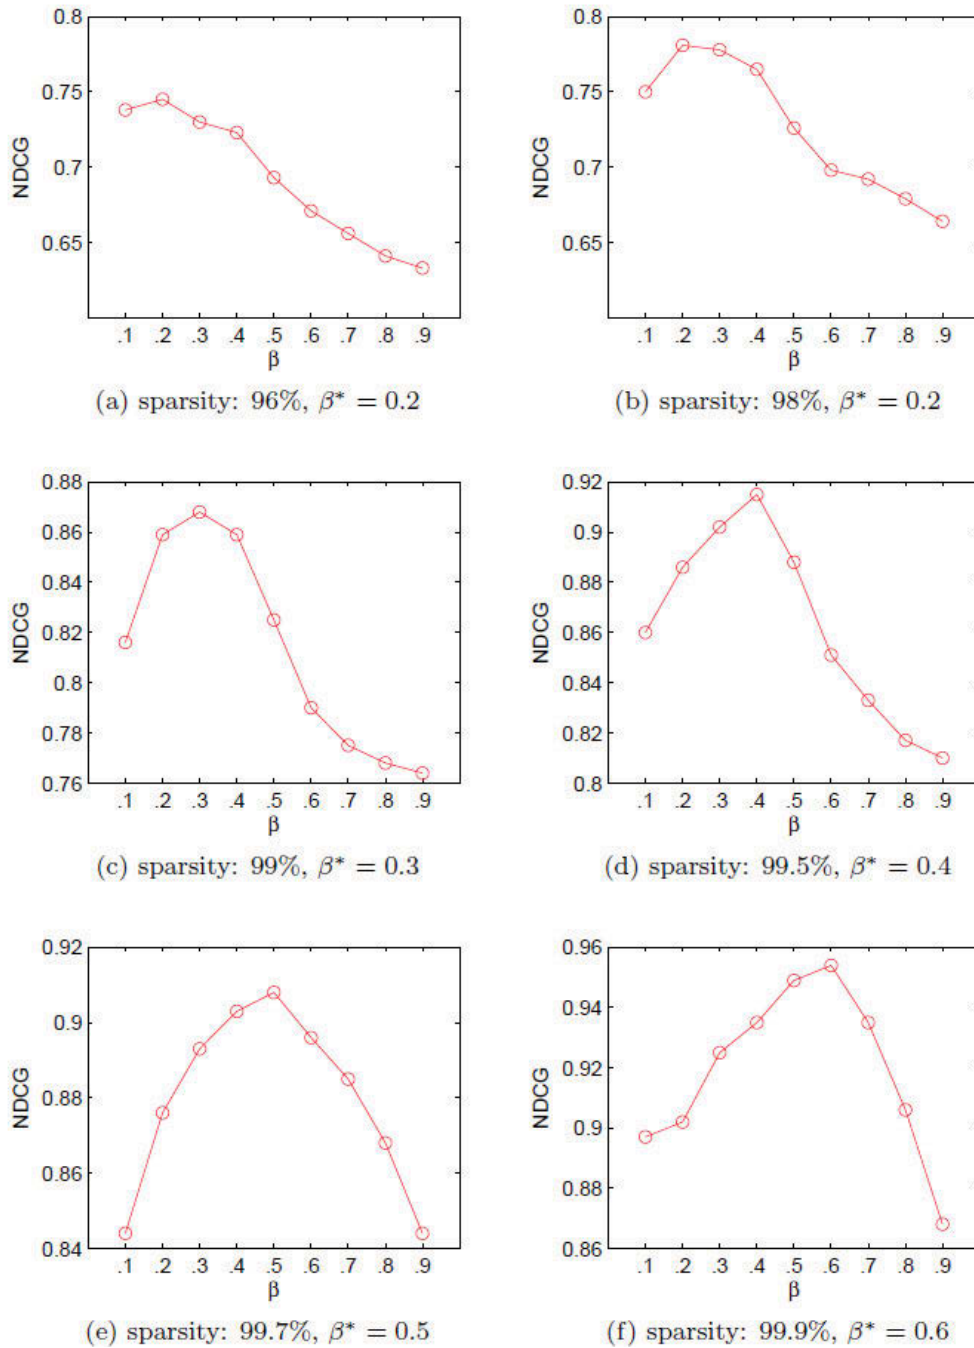 0.8
0.75
0.7
0.65
NDCG
.1 .2 .3 .4 .5 .6 .7 .8 .9
β
(a) sparsity: 96%, β* = 0.2
0.8
0.75
0.7
0.65
NDCG
.1 .2 .3 .4 .5 .6 .7 .8 .9
β
(b) sparsity: 98%, β* = 0.2
0.88
0.86
0.84
0.82
0.8
0.78
0.76
NDCG
.1 .2 .3 .4 .5 .6 .7 .8 .9
β
(c) sparsity: 99%, β* = 0.3
0.92
0.9
0.88
0.86
0.84
0.82
0.8
NDCG
.1 .2 .3 .4 .5 .6 .7 .8 .9
β
(d) sparsity: 99.5%, β* = 0.4
0.92
0.9
0.88
0.86
0.84
NDCG
.1 .2 .3 .4 .5 .6 .7 .8 .9
β
(e) sparsity: 99.7%, β* = 0.5
0.96
0.94
0.92
0.9
0.88
0.86
NDCG
.1 .2 .3 .4 .5 .6 .7 .8 .9
β
(f) sparsity: 99.9%, β* = 0.6